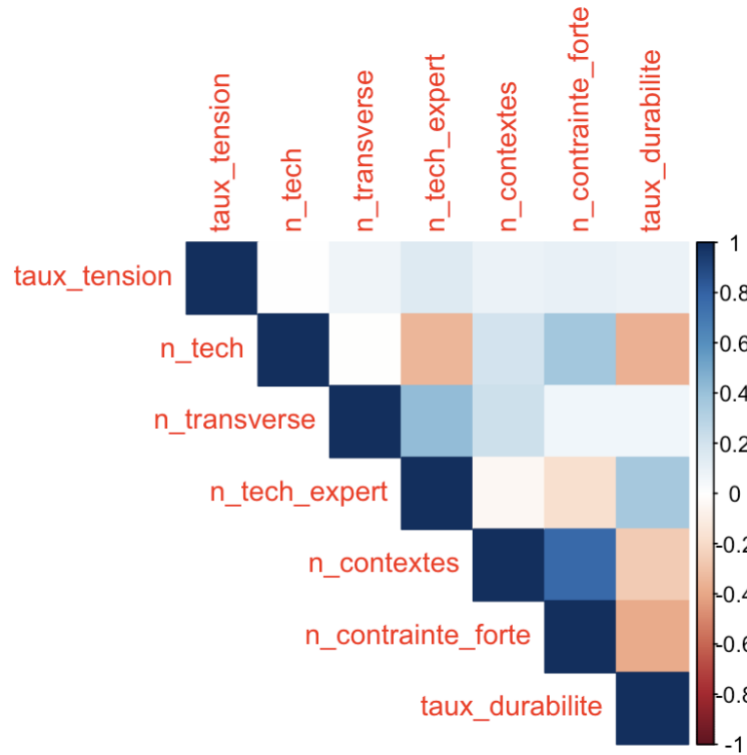 taux_tension
n_tech
n_transverse
n_tech_expert
n_contextes
n_contrainte_forte
taux_durabilite
taux_tension
n_tech
n_transverse
n_tech_expert
n_contextes
n_contrainte_forte
taux_durabilite
1
0.8
0.6
0.4
0.2
0
-0.2
-0.4
-0.6
-0.8
-1